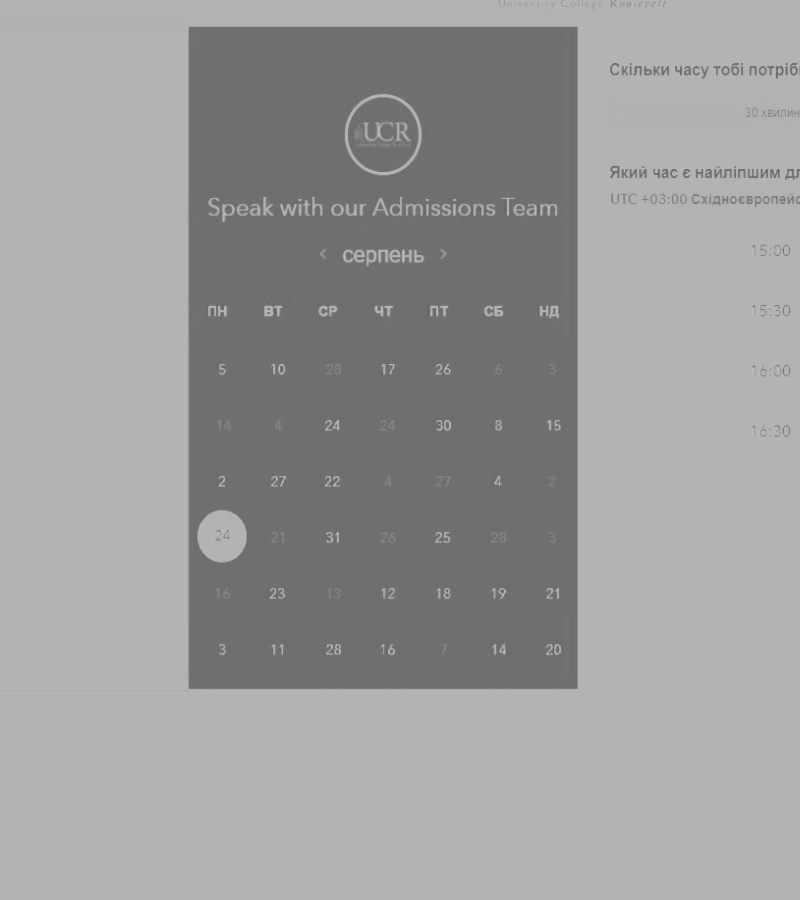 University College Roosevelt
Скільки часу тобі потріб
30 хвилин
UCR
Який час є найліпшим дл
UTC +03:00 Східноєвропейс
Speak with our Admissions Team
< серпень >
15:00
ПН ВТ СР ЧТ ПТ СБ НД
15:30
5 10 28 17 26 6 3
16:00
14 4 24 24 30 8 15
16:30
2 27 22 4 27 4 2
24 21 31 26 25 28 3
16 23 13 12 18 19 21
3 11 28 16 7 14 20